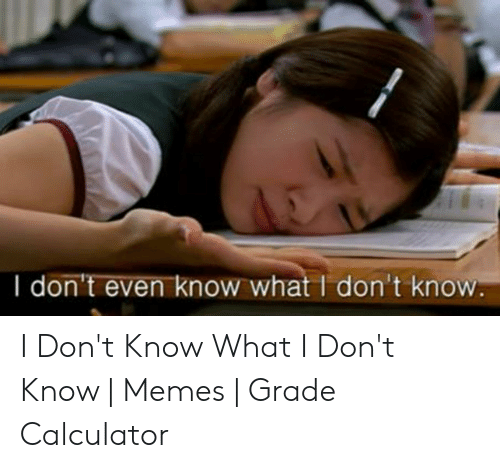 I don't even know what I don't know.
I Don't Know What I Don't
Know | Memes | Grade
Calculator